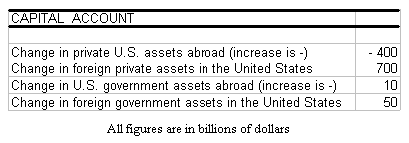 CAPITAL ACCOUNT
Change in private U.S. assets abroad (increase is -) - 400
Change in foreign private assets in the United States 700
Change in U.S. government assets abroad (increase is -) 10
Change in foreign government assets in the United States 50
All figures are in billions of dollars